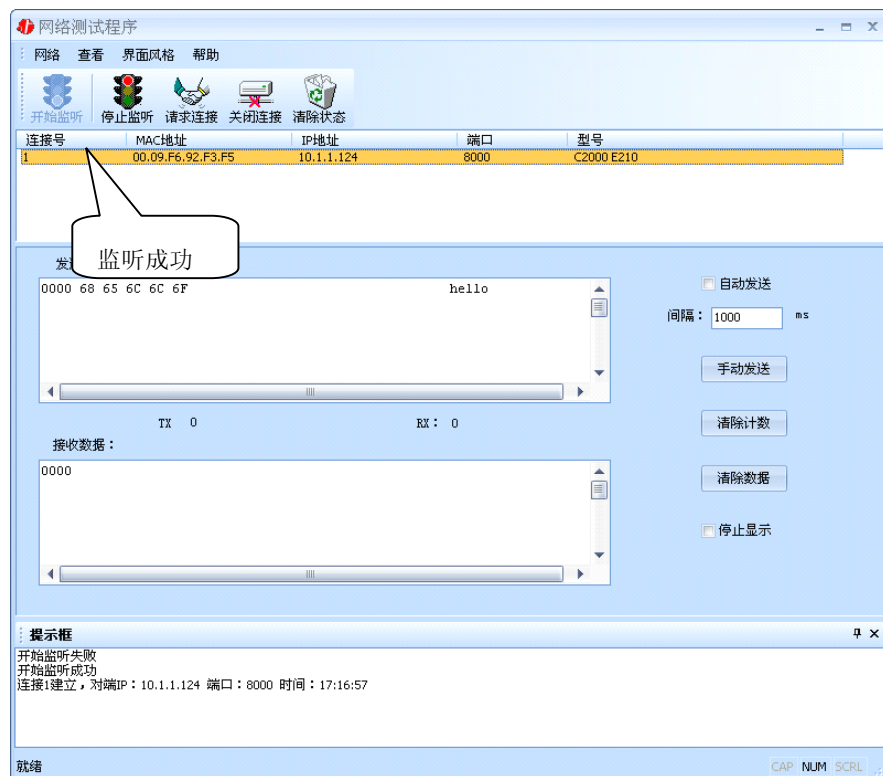 网络测试程序
网络 查看 界面风格 帮助
开始监听 停止监听 请求连接 关闭连接 清除状态
连接号 MAC地址 IP地址 端口 型号
1 00.09.F6.92.F3.F5 10.1.1.124 8000 C2000 E210
监听成功
发
0000 68 65 6C 6C 6F hello
自动发送
间隔： 1000 ms
手动发送
TX 0 RX： 0
清除计数
接收数据：
0000
清除数据
停止显示
提示框
开始监听失败
开始监听成功
连接1建立，对端IP：10.1.1.124 端口：8000 时间：17:16:57
就绪 CAP NUM SCRL